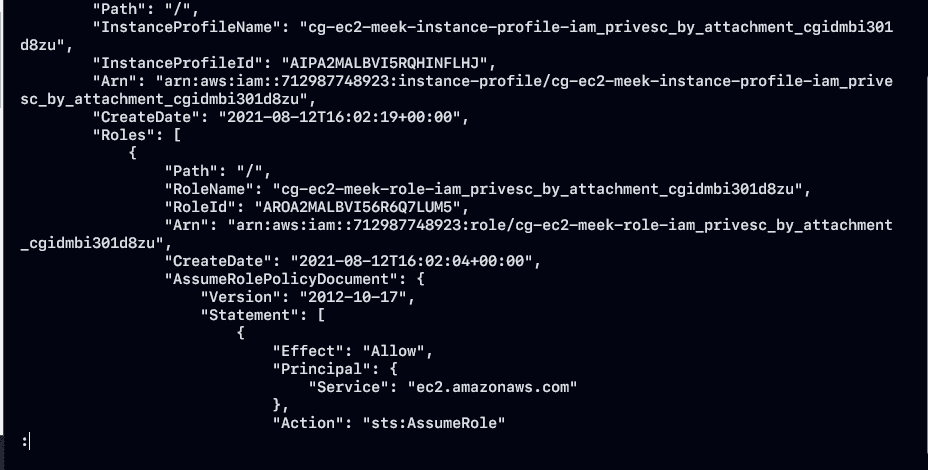 "Path": "/",
"InstanceProfileName": "cg-ec2-meek-instance-profile-iam_privesc_by_attachment_cgidmbi301
d8zu",
"InstanceProfileId": "AIPA2MALBVI5RQHINFLHJ",
"Arn": "arn:aws:iam::712987748923:instance-profile/cg-ec2-meek-instance-profile-iam_prive
sc_by_attachment_cgidmbi301d8zu",
"CreateDate": "2021-08-12T16:02:19+00:00",
"Roles": [
{
"Path": "/",
"RoleName": "cg-ec2-meek-role-iam_privesc_by_attachment_cgidmbi301d8zu",
"RoleId": "AROA2MALBVI56R6Q7LUM5",
"Arn": "arn:aws:iam::712987748923:role/cg-ec2-meek-role-iam_privesc_by_attachment
_cgidmbi301d8zu",
"CreateDate": "2021-08-12T16:02:04+00:00",
"AssumeRolePolicyDocument": {
"Version": "2012-10-17",
"Statement": [
{
"Effect": "Allow",
"Principal": {
"Service": "ec2.amazonaws.com"
},
"Action": "sts:AssumeRole"
: